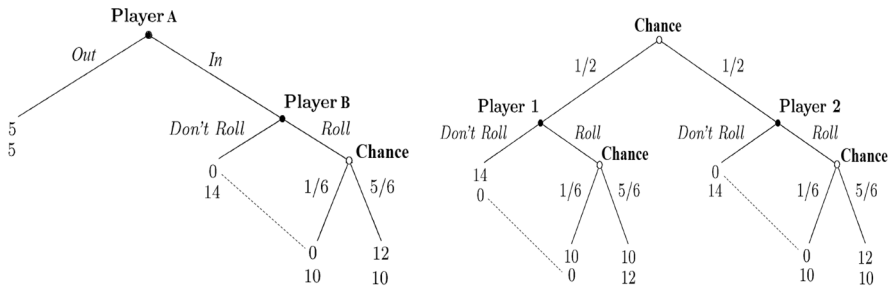 Player A
Out
In
5
5
Player B
Don't Roll
Roll
Chance
0
14
1/6
5/6
0
10
12
10
Chance
1/2
1/2
Player 1
Don't Roll
Roll
Chance
14
0
1/6
5/6
10
0
10
12
Player 2
Don't Roll
Roll
Chance
0
14
1/6
5/6
0
10
12
10